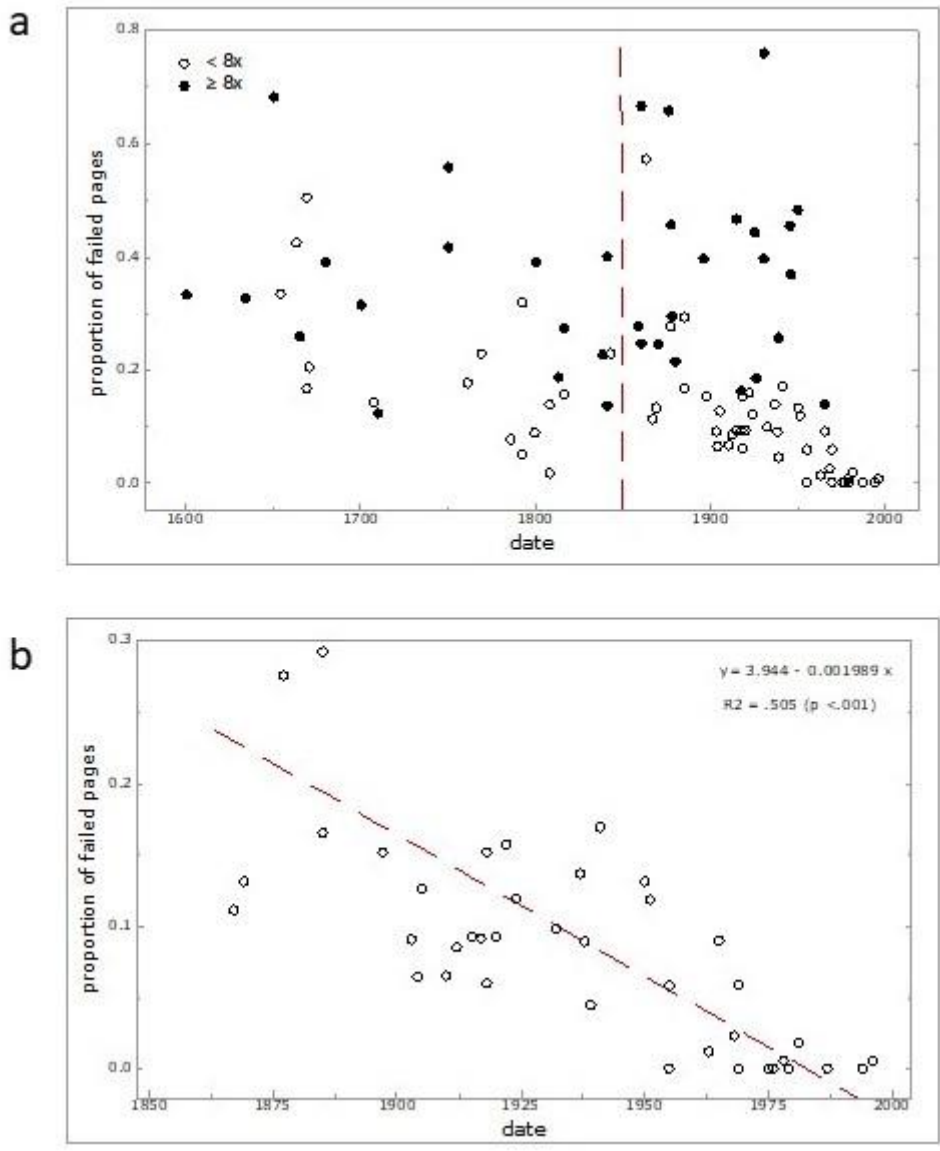 a
0.8
< 8x
≥ 8x
0.6
0.4
0.2
0.0
proportion of failed pages
1600 1700 1800 1900 2000
date
b
0.3
y= 3.944 - 0.001989 x
R2 = .505 (p <.001)
0.2
0.1
0.0
proportion of failed pages
1850 1875 1900 1925 1950 1975 2000
date